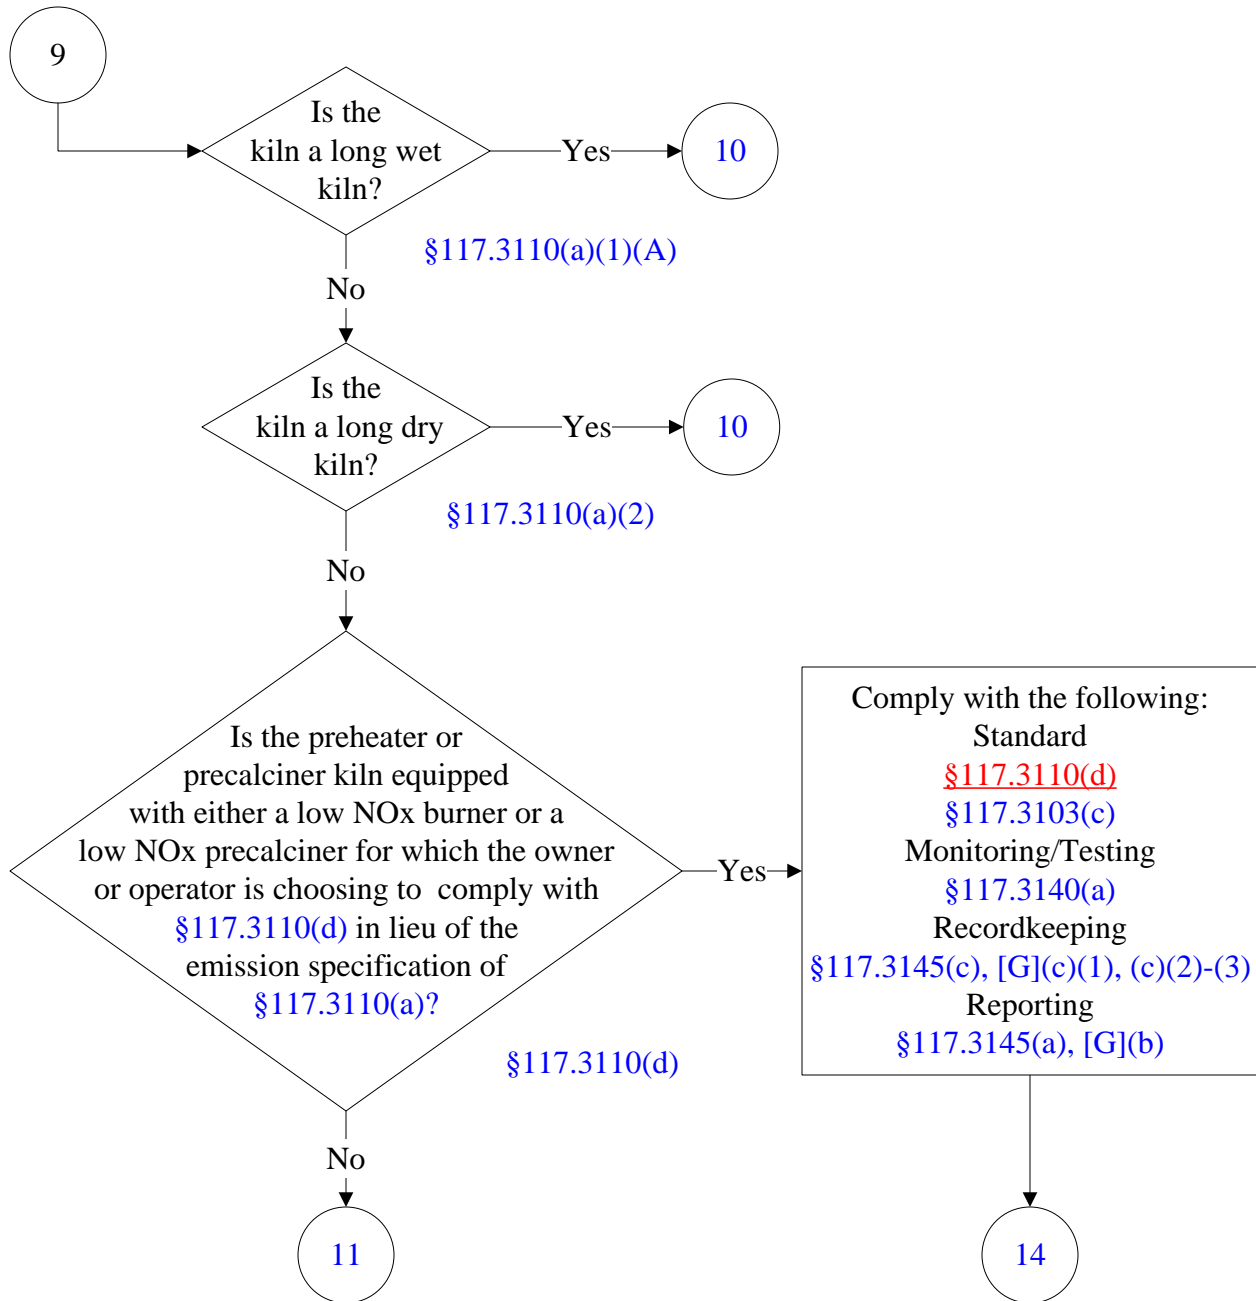 9
Is the
kiln a long wet
kiln?
Yes
10
§117.3110(a)(1)(A)
No
Is the
kiln a long dry
kiln?
Yes
10
§117.3110(a)(2)
No
Is the preheater or
precalciner kiln equipped
with either a low NOx burner or a
low NOx precalciner for which the owner
or operator is choosing to  comply with
§117.3110(d) in lieu of the
emission specification of
§117.3110(a)?
Yes
§117.3110(d)
Comply with the following:
Standard
§117.3110(d)
§117.3103(c)
Monitoring/Testing
§117.3140(a)
Recordkeeping
§117.3145(c), [G](c)(1), (c)(2)-(3)
Reporting
§117.3145(a), [G](b)
No
11
14